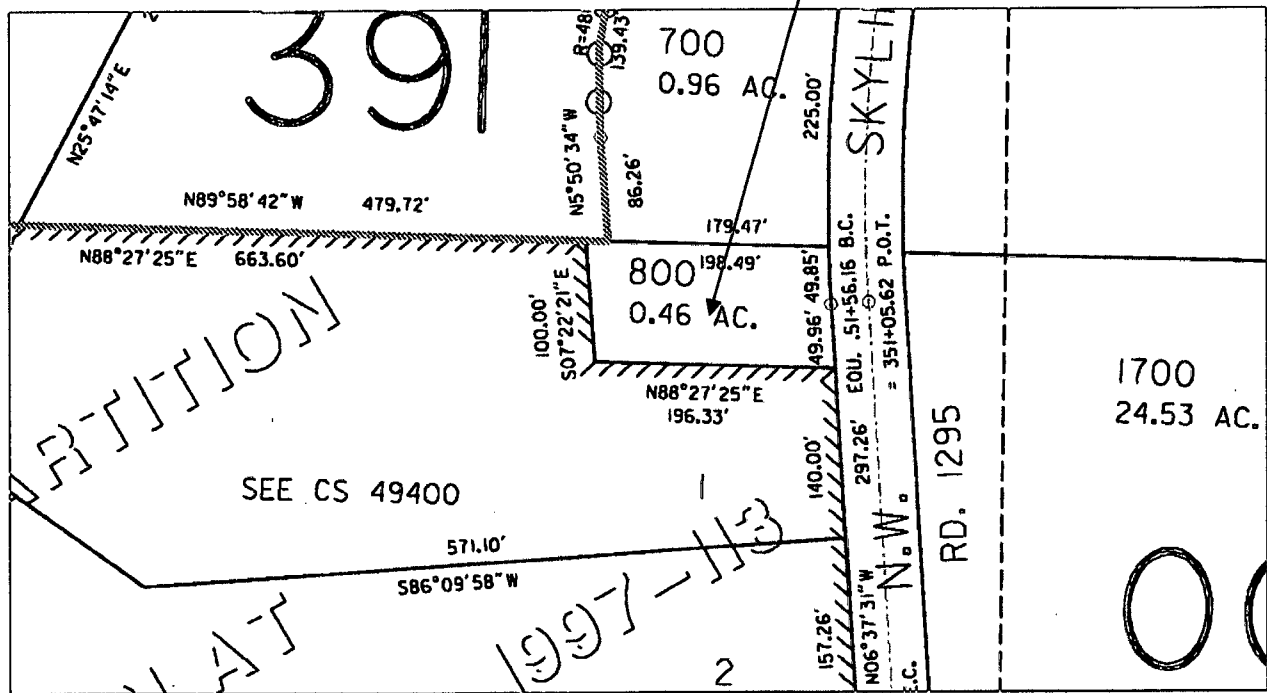 391
R=48
139.43'
700
0.96 AC.
225.00'
N25°47'14"E
N5°50'34"W
86.26'
N89°58'42"W 479.72'
179.47'
N88°27'25"E 663.60'
198.49'
800
0.46 AC.
100.00'
S07°22'21"E
49.96' 49.85'
EQU. .51+56.16 B.C.
= 351+05.62 P.O.T.
N88°27'25"E
196.33'
1700
24.53 AC.
RTITION
SEE CS 49400
1
140.00'
297.26'
N.W. SKYLI
RD. 1295
571.10'
S86°09'58"W
1997-113
LAT
2
157.26'
N06°37'31"W
.C.